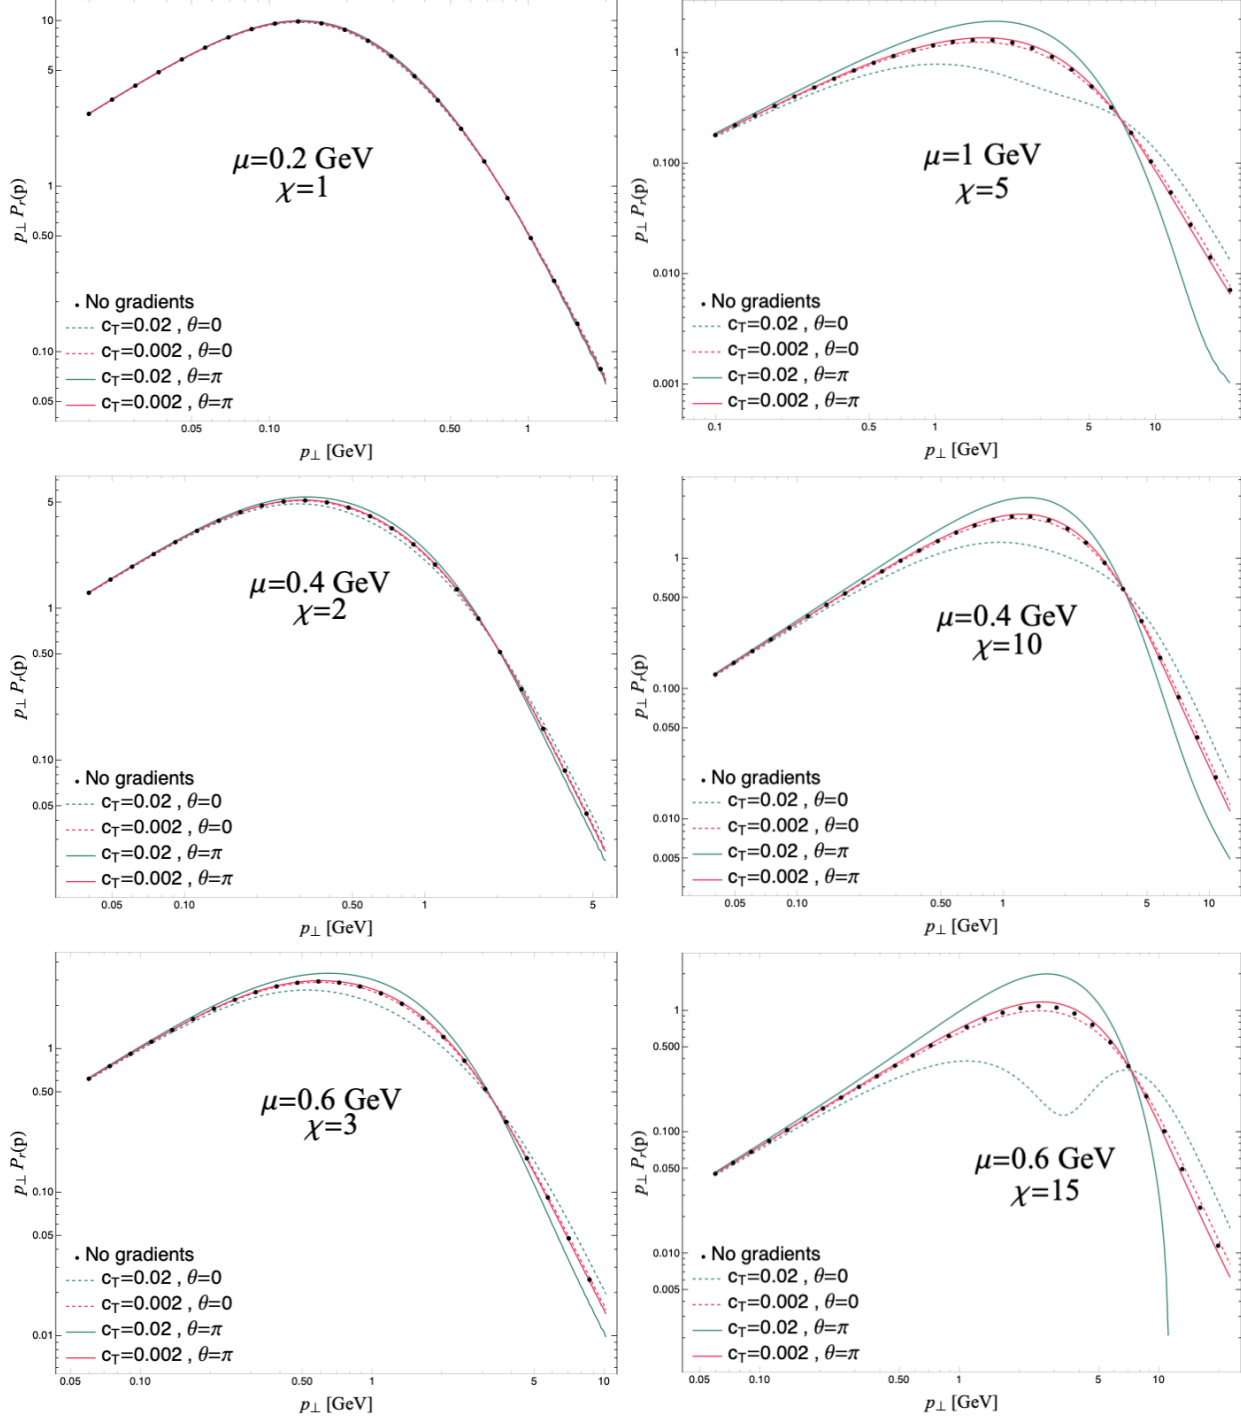 10
5
1
0.50
0.10
0.05
p⊥ Pr(p)
μ=0.2 GeV
χ=1
No gradients
cT=0.02 , θ=0
cT=0.002 , θ=0
cT=0.02 , θ=π
cT=0.002 , θ=π
0.05 0.10 0.50 1
p⊥ [GeV]
1
0.100
0.010
0.001
p⊥ Pr(p)
μ=1 GeV
χ=5
No gradients
cT=0.02 , θ=0
cT=0.002 , θ=0
cT=0.02 , θ=π
cT=0.002 , θ=π
0.1 0.5 1 5 10
p⊥ [GeV]
5
1
0.50
0.10
0.05
p⊥ Pr(p)
μ=0.4 GeV
χ=2
No gradients
cT=0.02 , θ=0
cT=0.002 , θ=0
cT=0.02 , θ=π
cT=0.002 , θ=π
0.05 0.10 0.50 1 5
p⊥ [GeV]
1
0.500
0.100
0.050
0.010
0.005
p⊥ Pr(p)
μ=0.4 GeV
χ=10
No gradients
cT=0.02 , θ=0
cT=0.002 , θ=0
cT=0.02 , θ=π
cT=0.002 , θ=π
0.05 0.10 0.50 1 5 10
p⊥ [GeV]
1
0.50
0.10
0.05
0.01
p⊥ Pr(p)
μ=0.6 GeV
χ=3
No gradients
cT=0.02 , θ=0
cT=0.002 , θ=0
cT=0.02 , θ=π
cT=0.002 , θ=π
0.05 0.10 0.50 1 5 10
p⊥ [GeV]
1
0.500
0.100
0.050
0.010
0.005
p⊥ Pr(p)
μ=0.6 GeV
χ=15
No gradients
cT=0.02 , θ=0
cT=0.002 , θ=0
cT=0.02 , θ=π
cT=0.002 , θ=π
0.05 0.10 0.50 1 5 10
p⊥ [GeV]